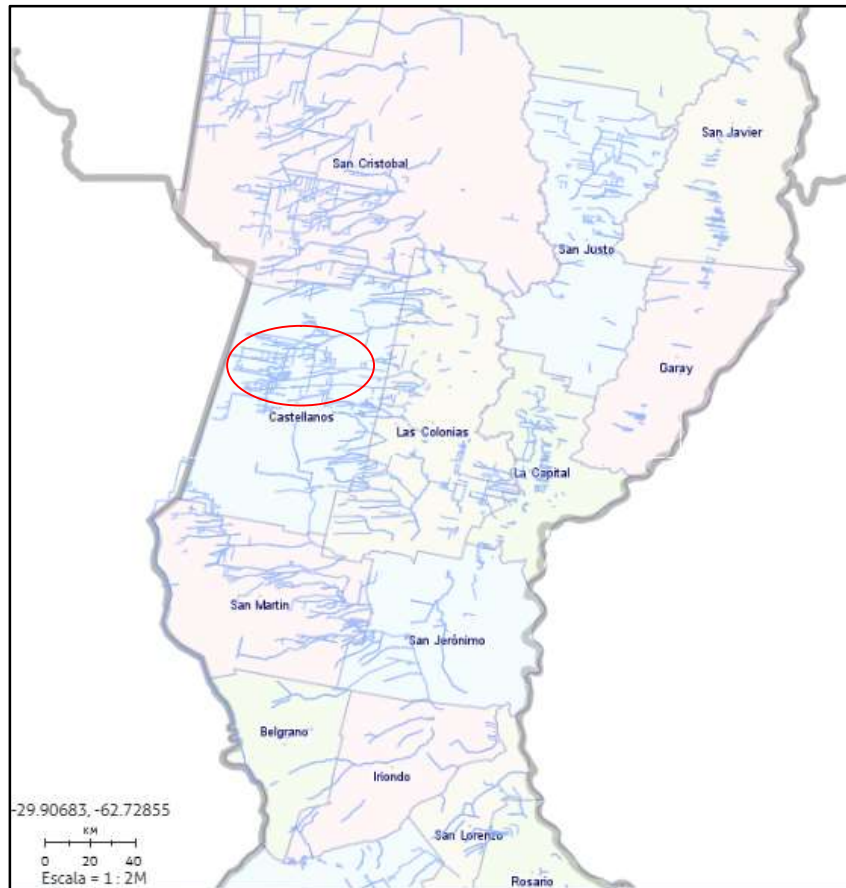 San Javier
San Cristobal
San Justo
Garay
Castellanos
Las Colonias
La Capital
San Martín
San Jerónimo
Belgrano
Iriondo
-29.90683, -62.72855
KM
0 20 40
Escala = 1 : 2M
San Lorenzo
Rosario